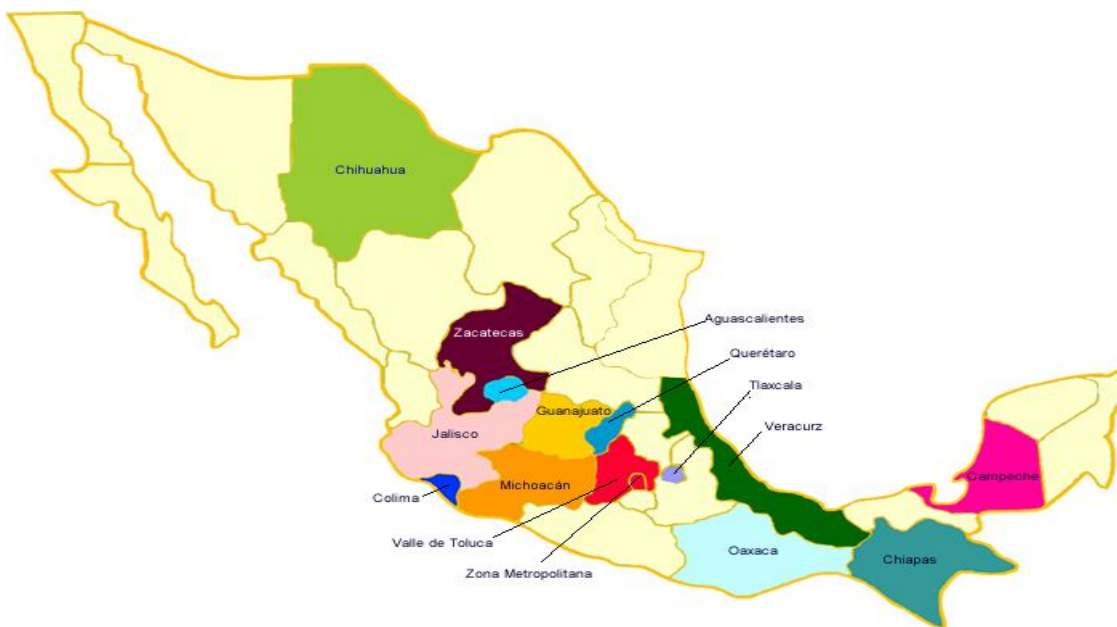 Chihuahua
Aguascalientes
Zacatecas
Querétaro
Tlaxcala
Guanajuato
Veracurz
Jalisco
Campeche
Michoacán
Colima
Valle de Toluca
Oaxaca
Chiapas
Zona Metropolitana